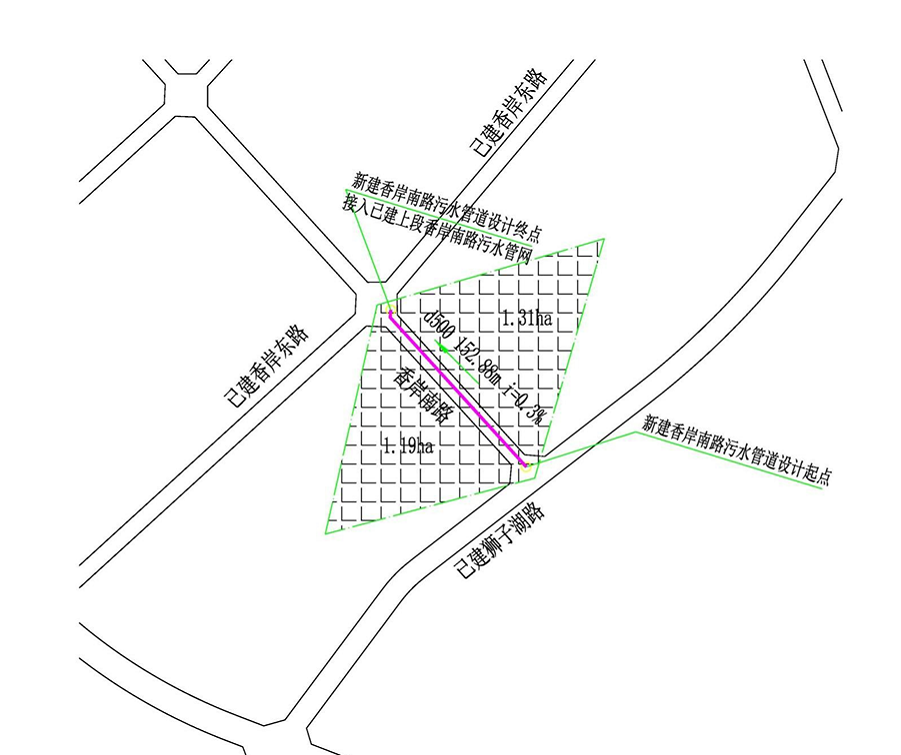 已建香岸东路
新建香岸南路污水管道设计终点
接入已建上段香岸南路污水管网
1.31ha
d500 152.88m i=0.3%
已建香岸东路
香岸南路
1.19ha
新建香岸南路污水管道设计起点
已建狮子湖路